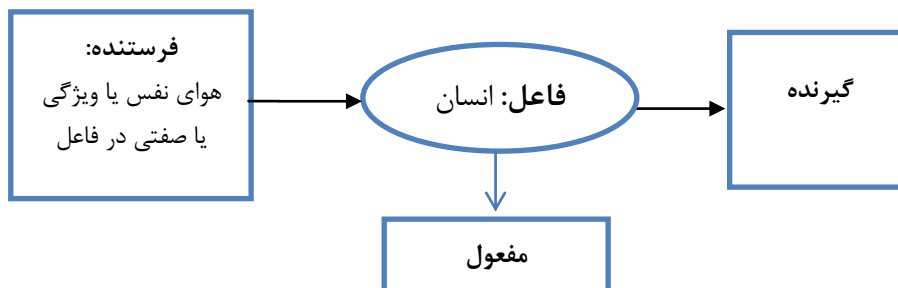 فرستنده:
هوای نفس یا ویژگی
یا صفتی در فاعل
فاعل: انسان
گیرنده
مفعول